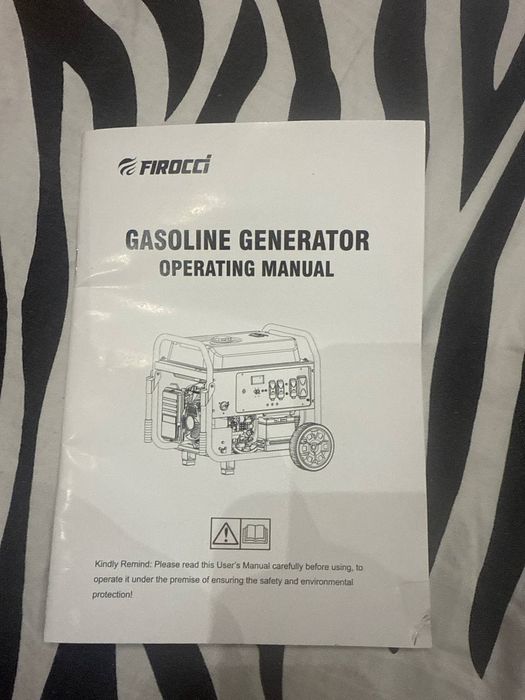 FIROCCi
GASOLINE GENERATOR
OPERATING MANUAL
Kindly Remind: Please read this User's Manual carefully before using, to
operate it under the premise of ensuring the safety and environmental
protection!